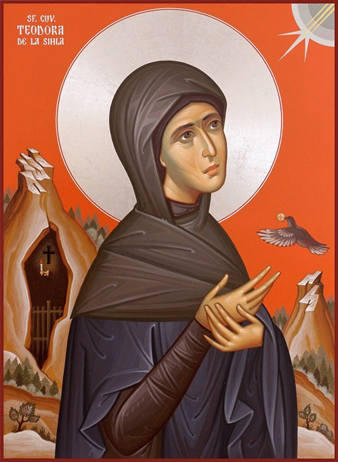 SF. CUV.
TEODORA
DE LA SIHLA